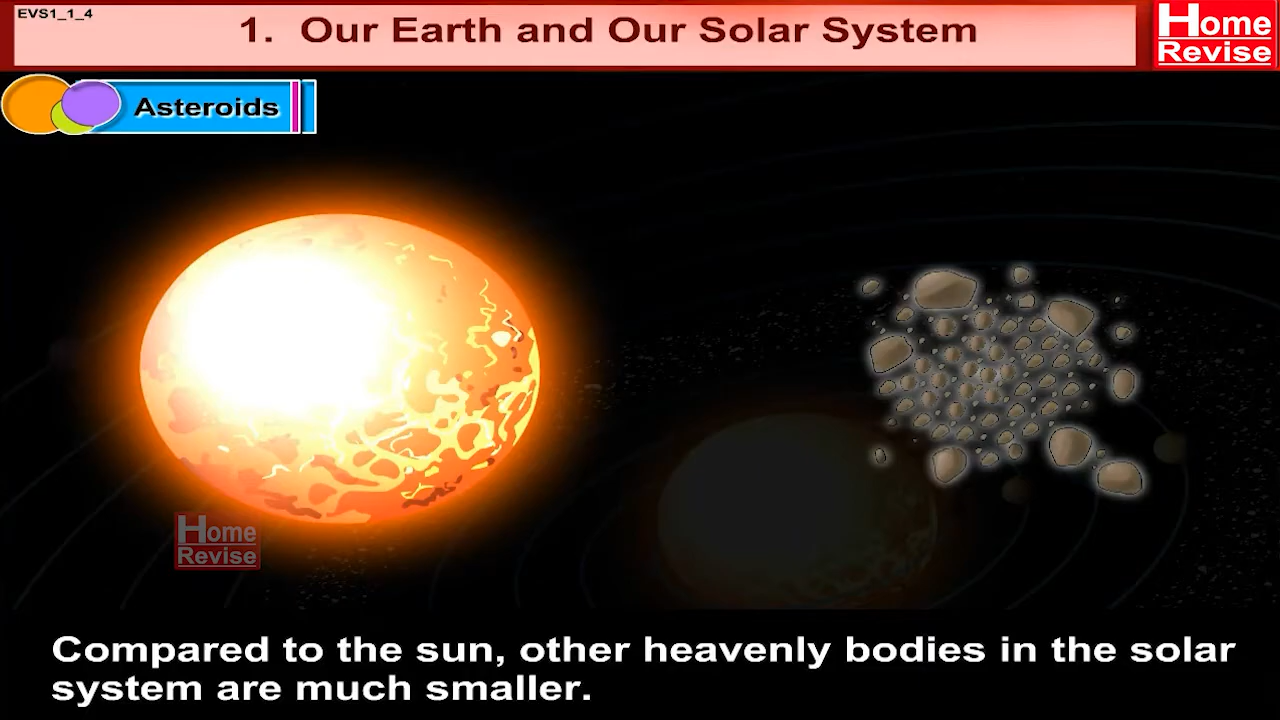 EVS1_1_4
1. Our Earth and Our Solar System
Home
Revise
Asteroids
Home
Revise
Compared to the sun, other heavenly bodies in the solar
system are much smaller.